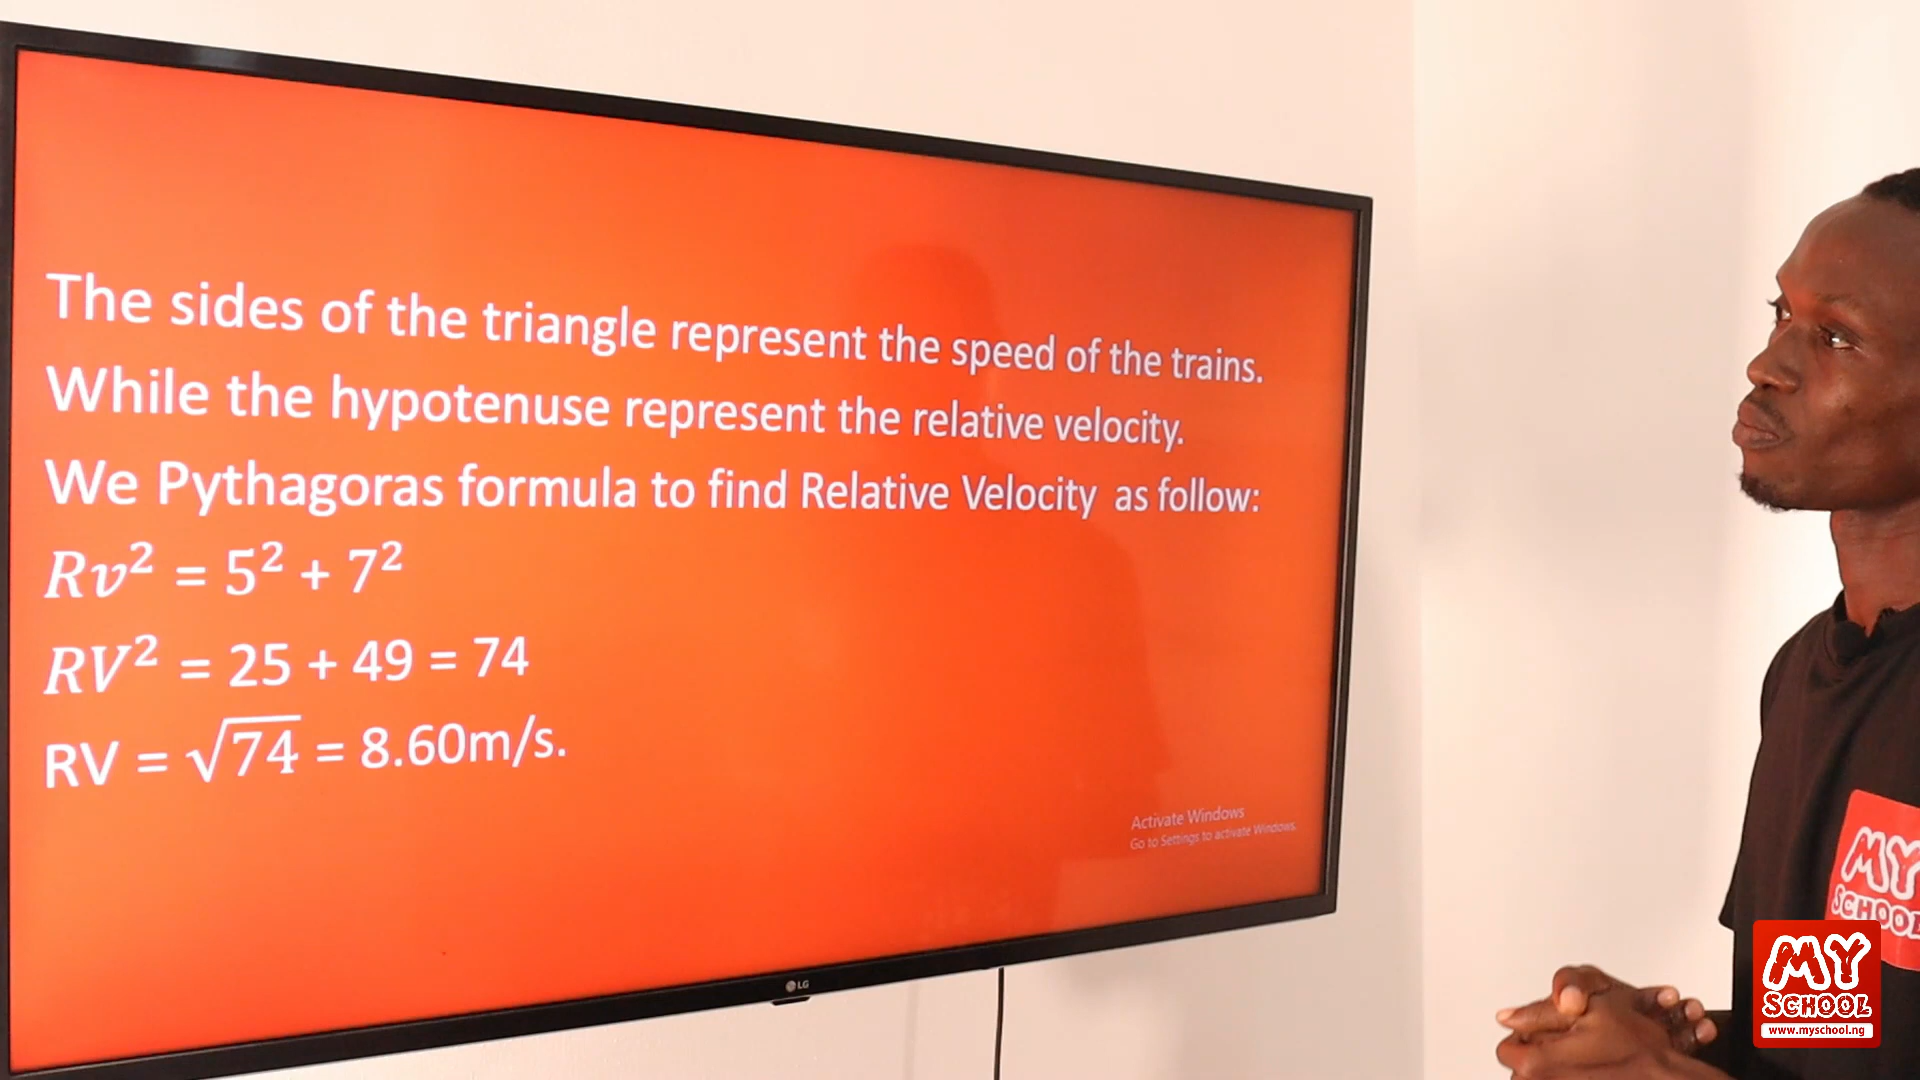 The sides of the triangle represent the speed of the trains.
While the hypotenuse represent the relative velocity.
We Pythagoras formula to find Relative Velocity as follow:
Rv² = 5² + 7²
RV² = 25 + 49 = 74
RV = √74 = 8.60m/s.
Activate Windows
Go to Settings to activate Windows.
LG
MY
SCHOOL
MY
SCHOOL
www.myschool.ng